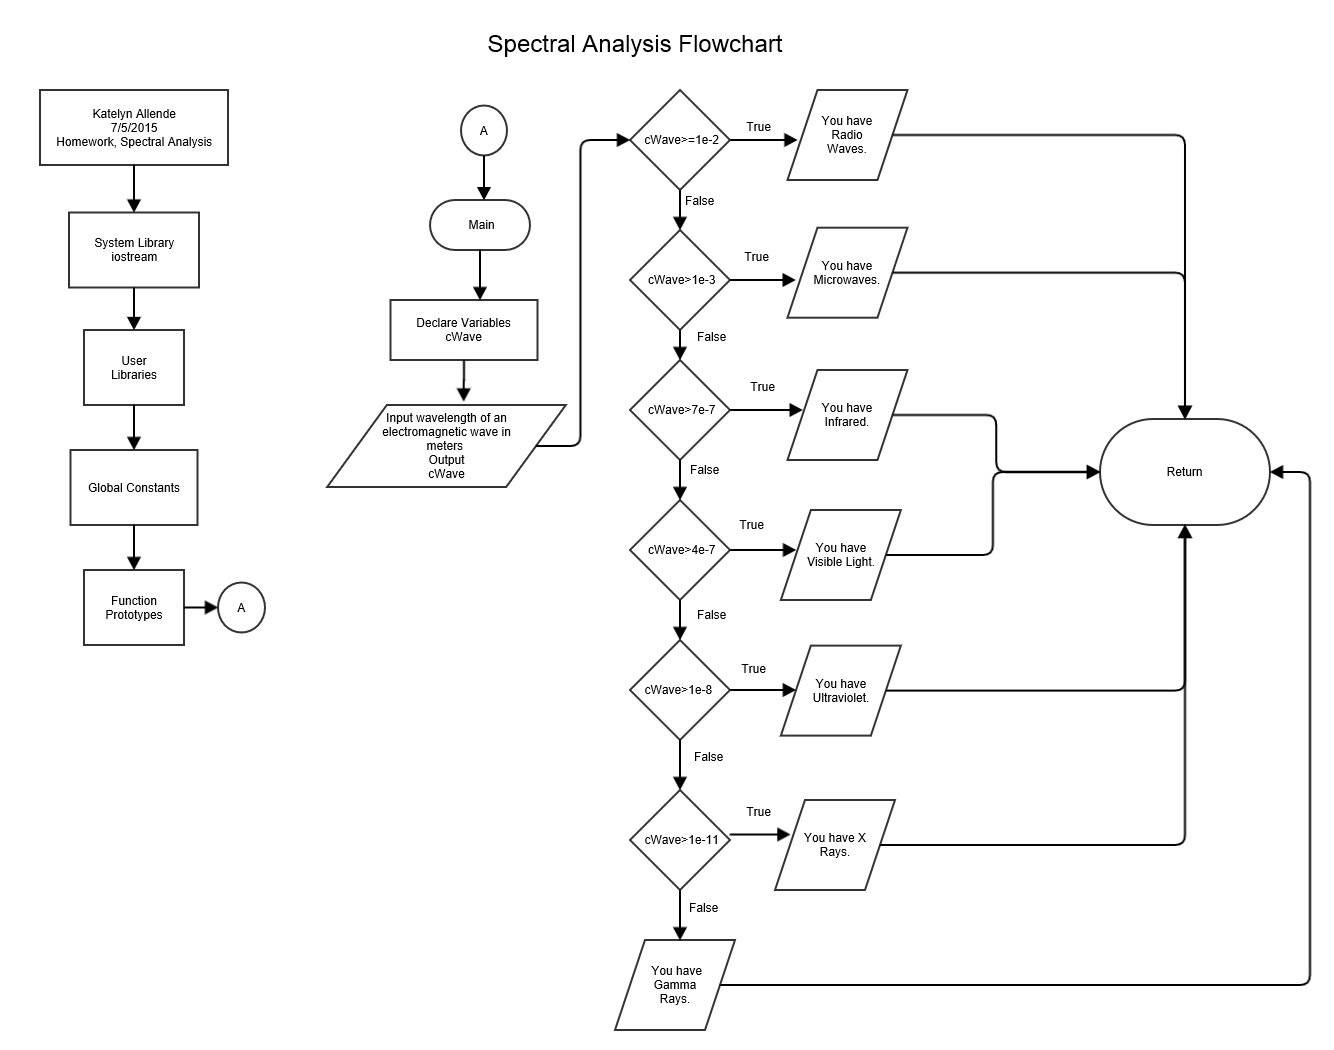 Spectral Analysis Flowchart
Katelyn Allende
7/5/2015
Homework, Spectral Analysis
System Library
iostream
User
Libraries
Global Constants
Function
Prototypes
A
A
Main
Declare Variables
cWave
Input wavelength of an
electromagnetic wave in
meters
Output
cWave
cWave>=1e-2
True
You have
Radio
Waves.
False
cWave>1e-3
True
You have
Microwaves.
False
cWave>7e-7
True
You have
Infrared.
False
cWave>4e-7
True
You have
Visible Light.
False
cWave>1e-8
True
You have
Ultraviolet.
False
cWave>1e-11
True
You have X
Rays.
False
You have
Gamma
Rays.
Return